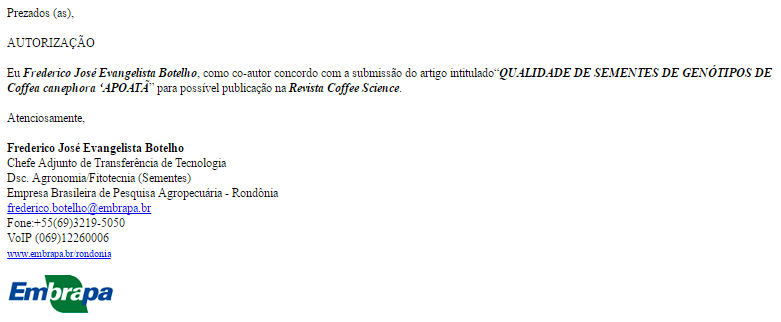 Prezados (as),
AUTORIZAÇÃO
Eu Frederico José Evangelista Botelho, como co-autor concordo com a submissão do artigo intitulado“QUALIDADE DE SEMENTES DE GENÓTIPOS DE
Coffea canephora ‘APOATÔ para possível publicação na Revista Coffee Science.
Atenciosamente,
Frederico José Evangelista Botelho
Chefe Adjunto de Transferência de Tecnologia
Dsc. Agronomia/Fitotecnia (Sementes)
Empresa Brasileira de Pesquisa Agropecuária - Rondônia
frederico.botelho@embrapa.br
Fone:+55(69)3219-5050
VoIP (069)12260006
www.embrapa.br/rondonia
Embrapa